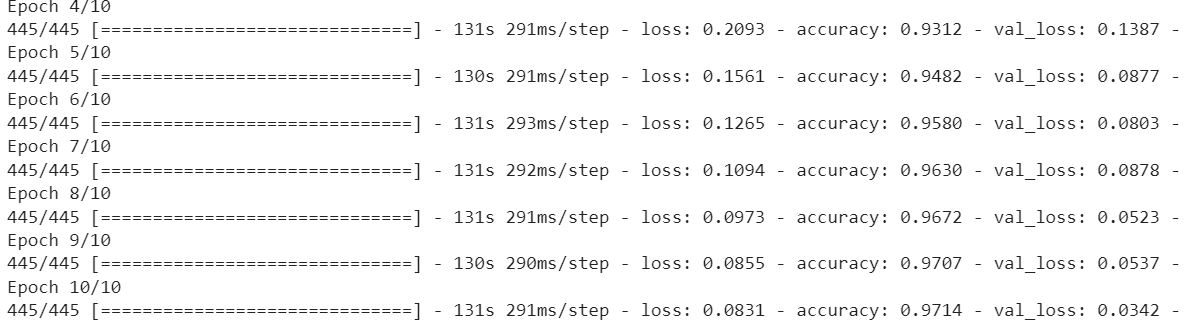 Epoch 4/10
445/445 [==============================] - 131s 291ms/step - loss: 0.2093 - accuracy: 0.9312 - val_loss: 0.1387 -
Epoch 5/10
445/445 [==============================] - 130s 291ms/step - loss: 0.1561 - accuracy: 0.9482 - val_loss: 0.0877 -
Epoch 6/10
445/445 [==============================] - 131s 293ms/step - loss: 0.1265 - accuracy: 0.9580 - val_loss: 0.0803 -
Epoch 7/10
445/445 [==============================] - 131s 292ms/step - loss: 0.1094 - accuracy: 0.9630 - val_loss: 0.0878 -
Epoch 8/10
445/445 [==============================] - 131s 291ms/step - loss: 0.0973 - accuracy: 0.9672 - val_loss: 0.0523 -
Epoch 9/10
445/445 [==============================] - 130s 290ms/step - loss: 0.0855 - accuracy: 0.9707 - val_loss: 0.0537 -
Epoch 10/10
445/445 [==============================] - 131s 291ms/step - loss: 0.0831 - accuracy: 0.9714 - val_loss: 0.0342 -